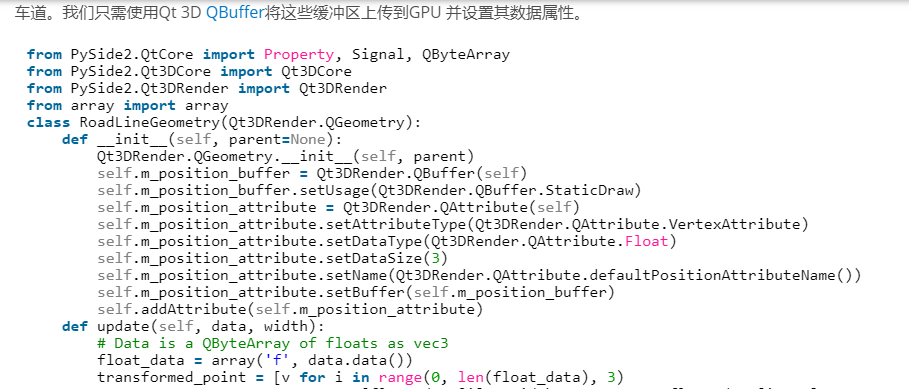 车道。我们只需使用Qt 3D QBuffer将这些缓冲区上传到GPU 并设置其数据属性。
from PySide2.QtCore import Property, Signal, QByteArray
from PySide2.Qt3DCore import Qt3DCore
from PySide2.Qt3DRender import Qt3DRender
from array import array
class RoadLineGeometry(Qt3DRender.QGeometry):
    def __init__(self, parent=None):
        Qt3DRender.QGeometry.__init__(self, parent)
        self.m_position_buffer = Qt3DRender.QBuffer(self)
        self.m_position_buffer.setUsage(Qt3DRender.QBuffer.StaticDraw)
        self.m_position_attribute = Qt3DRender.QAttribute(self)
        self.m_position_attribute.setAttributeType(Qt3DRender.QAttribute.VertexAttribute)
        self.m_position_attribute.setDataType(Qt3DRender.QAttribute.Float)
        self.m_position_attribute.setDataSize(3)
        self.m_position_attribute.setName(Qt3DRender.QAttribute.defaultPositionAttributeName())
        self.m_position_attribute.setBuffer(self.m_position_buffer)
        self.addAttribute(self.m_position_attribute)
    def update(self, data, width):
        # Data is a QByteArray of floats as vec3
        float_data = array('f', data.data())
        transformed_point = [v for i in range(0, len(float_data), 3)